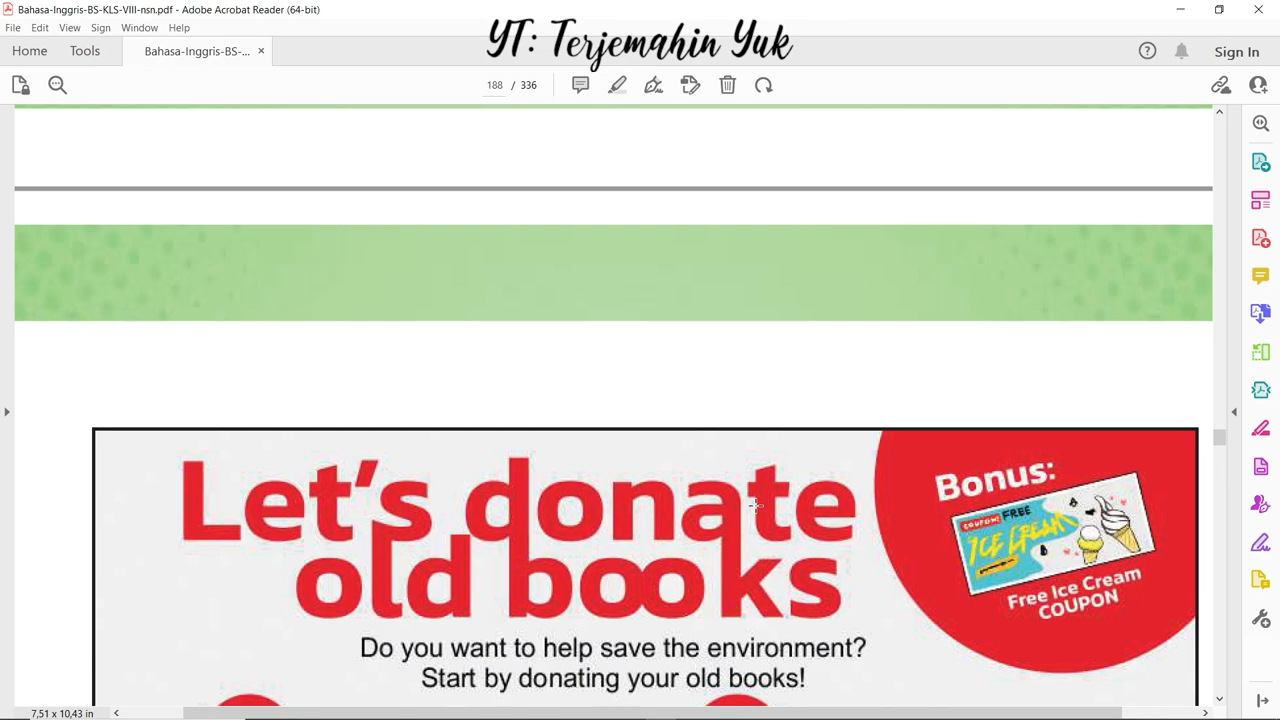 Bahasa-Inggris-BS-KLS-VIII-nsn.pdf - Adobe Acrobat Reader (64-bit)
File Edit View Sign Window Help
YT: Terjemahin Yuk
Home Tools Bahasa-Inggris-BS-... × Sign In
188 / 336
Let's donate
old books
Bonus:
COUPON! FREE
ICE CREAM
Free Ice Cream
COUPON
Do you want to help save the environment?
Start by donating your old books!
7,51 x 10,43 in